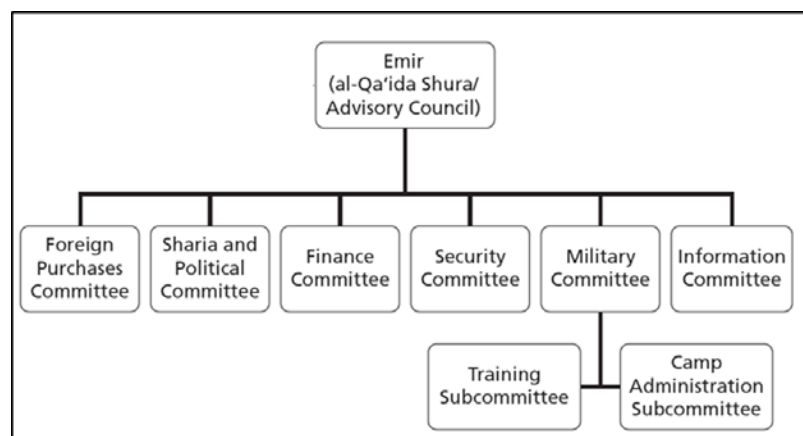 Emir
(al-Qa‘ida Shura/
Advisory Council)
Foreign
Purchases
Committee
Sharia and
Political
Committee
Finance
Committee
Security
Committee
Military
Committee
Information
Committee
Training
Subcommittee
Camp
Administration
Subcommittee